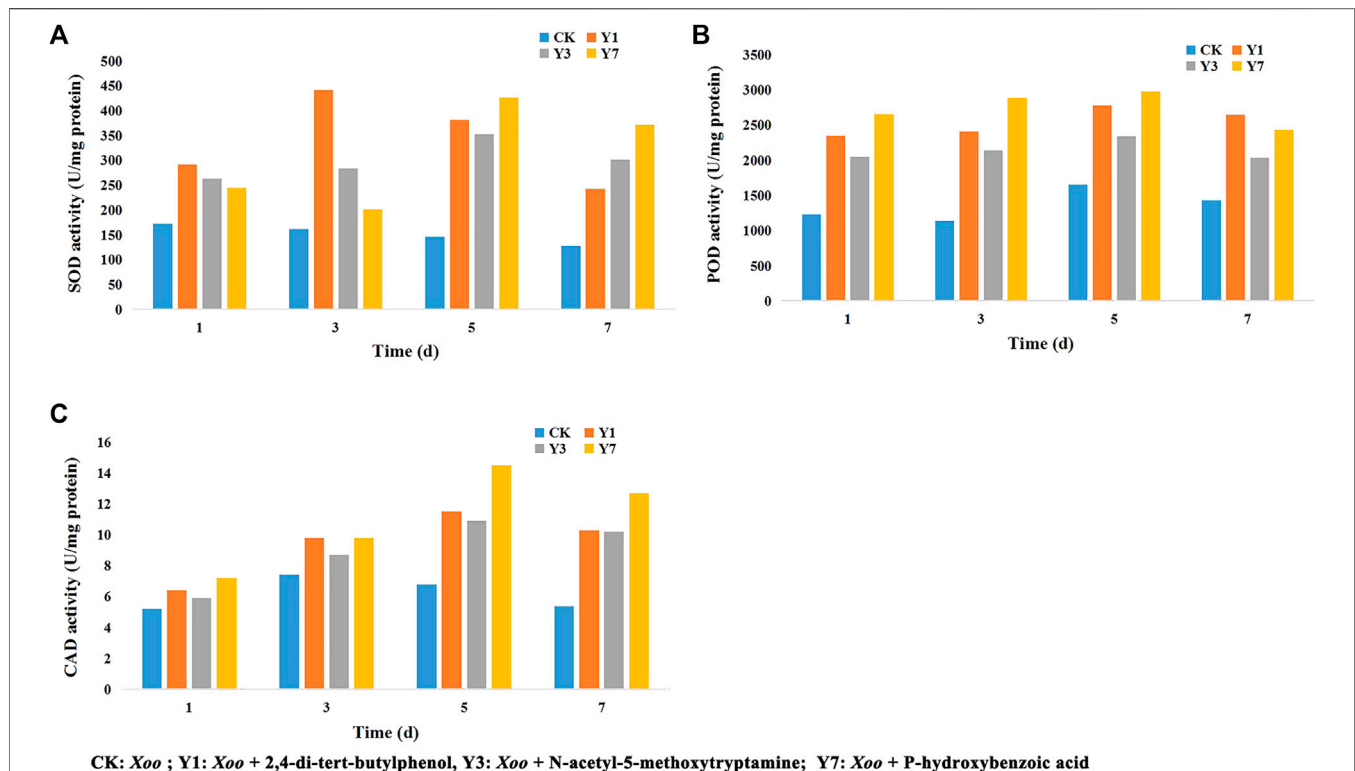 A
CK Y1
Y3 Y7
500
450
400
350
300
250
200
150
100
50
0
SOD activity (U/mg protein)
1 3 5 7
Time (d)
B
CK Y1
Y3 Y7
3500
3000
2500
2000
1500
1000
500
0
POD activity (U/mg protein)
1 3 5 7
Time (d)
C
CK Y1
Y3 Y7
16
14
12
10
8
6
4
2
0
CAD activity (U/mg protein)
1 3 5 7
Time (d)
CK: Xoo ; Y1: Xoo + 2,4-di-tert-butylphenol, Y3: Xoo + N-acetyl-5-methoxytryptamine; Y7: Xoo + P-hydroxybenzoic acid